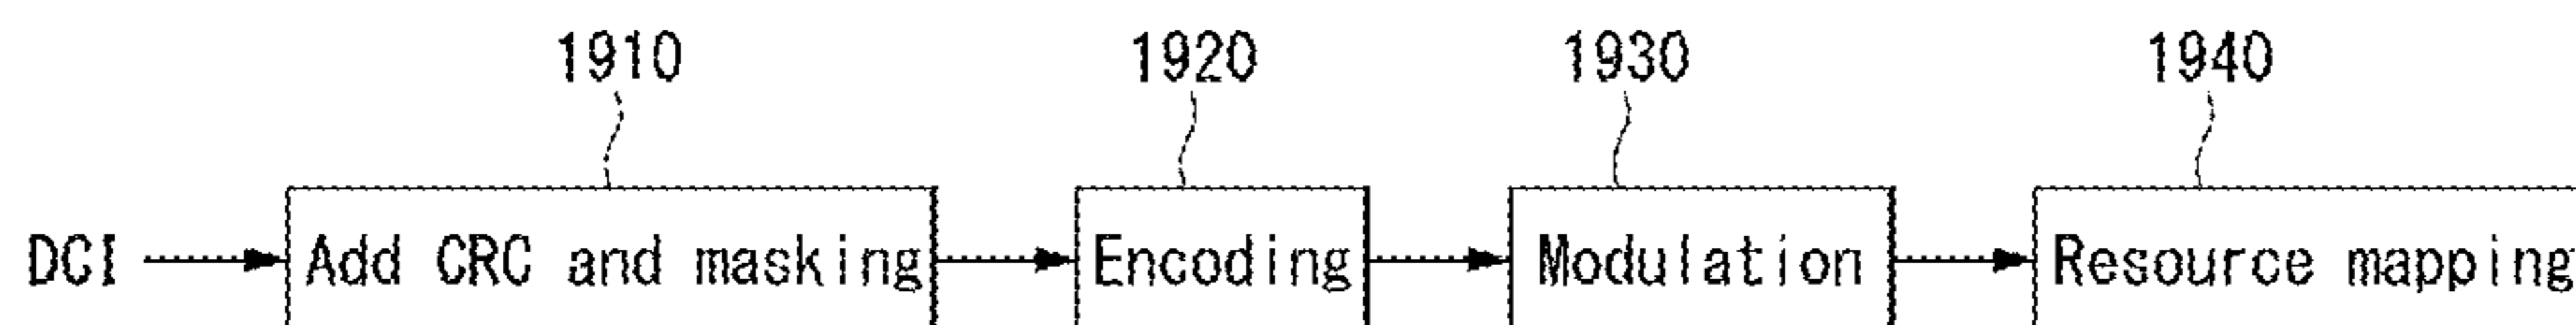 1910 1920 1930 1940
DCI Add CRC and masking Encoding Modulation Resource mapping